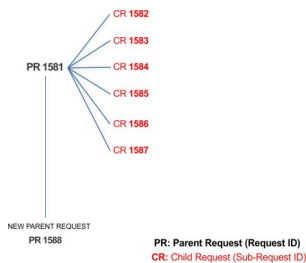 CR 1582
CR 1583
PR 1581
CR 1584
CR 1585
CR 1586
CR 1587
NEW PARENT REQUEST
PR 1588
PR: Parent Request (Request ID)
CR: Child Request (Sub-Request ID)